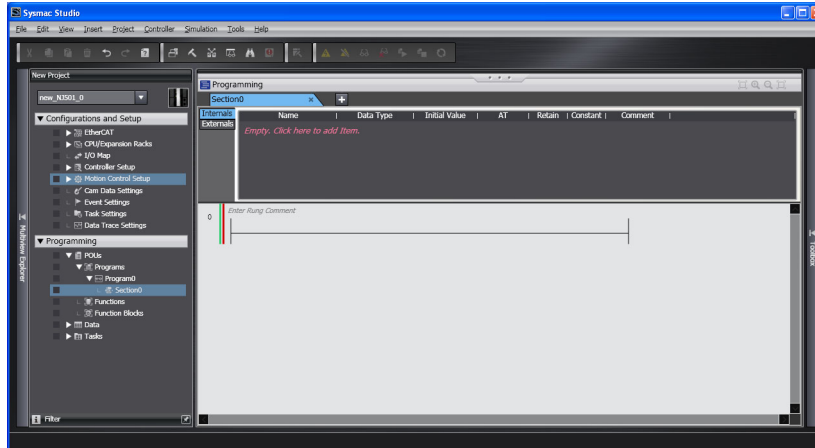 Sysmac Studio
File Edit View Insert Project Controller Simulation Tools Help
New Project
new_NJ501_0
Configurations and Setup
EtherCAT
CPU/Expansion Racks
I/O Map
Controller Setup
Motion Control Setup
Cam Data Settings
Event Settings
Task Settings
Data Trace Settings
Programming
POUs
Programs
Program0
Section0
Functions
Function Blocks
Data
Tasks
Filter
Multiview Explorer
Programming
Section0 × +
Internals
Externals
Name | Data Type | Initial Value | AT | Retain | Constant | Comment |
Empty. Click here to add Item.
0
Enter Rung Comment
Toolbox